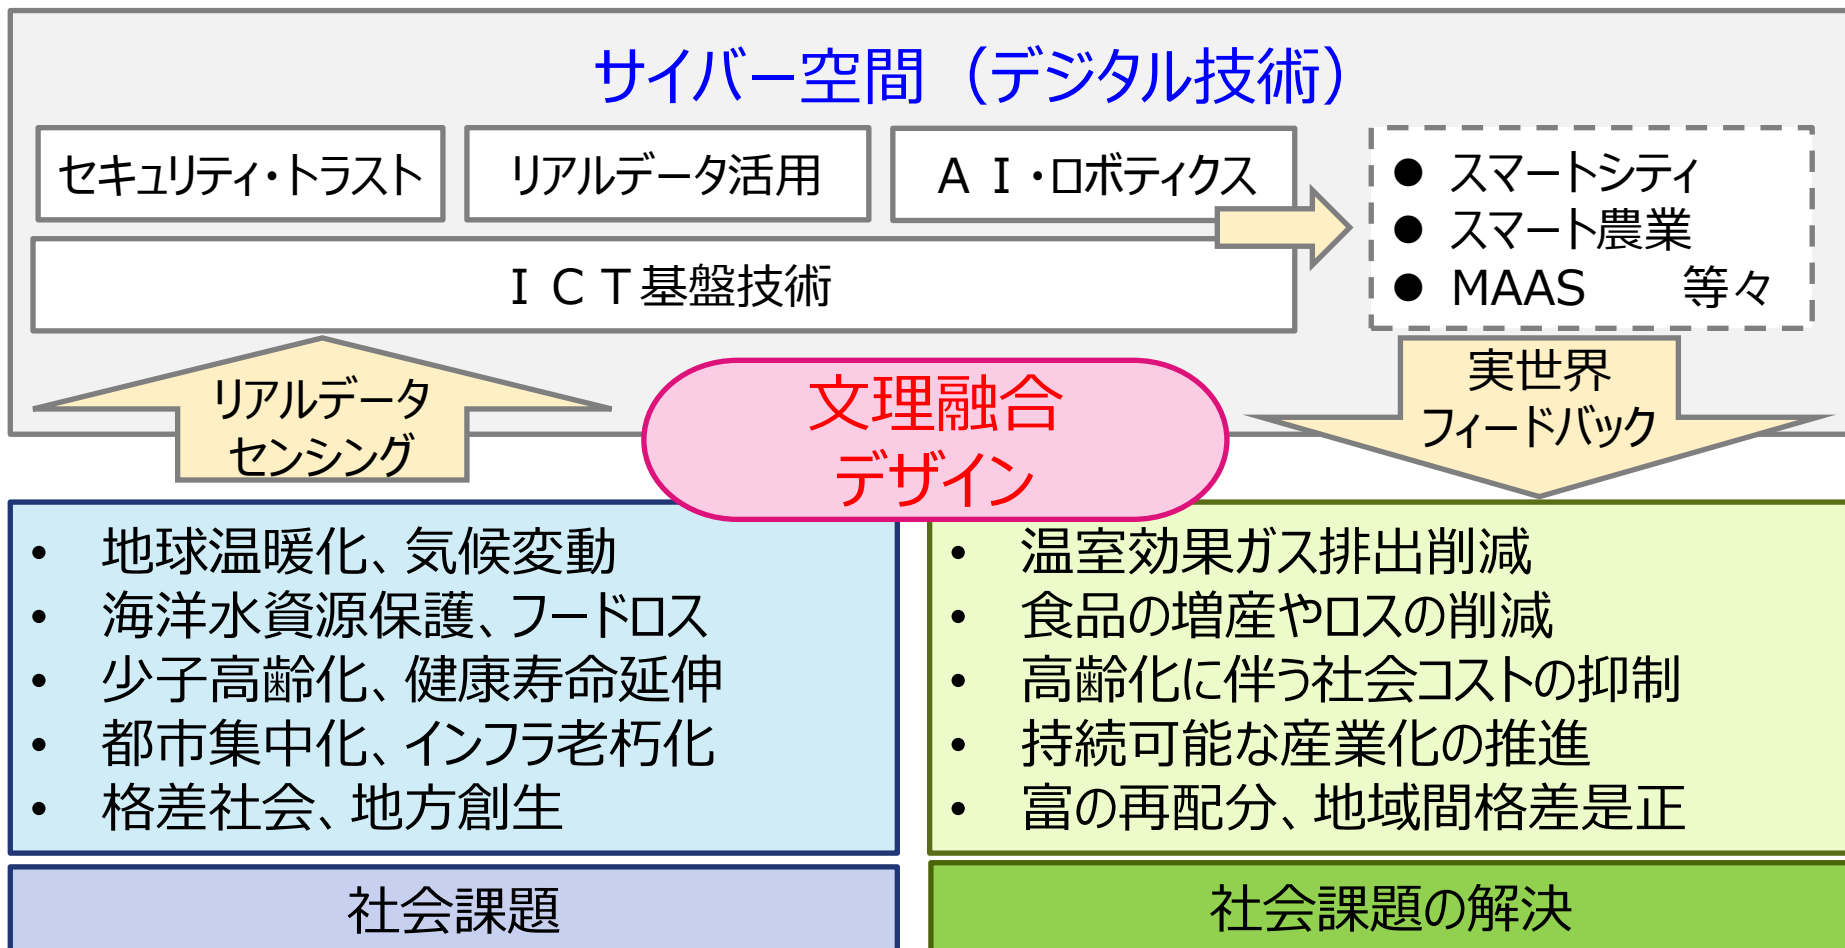 サイバー空間（デジタル技術）
セキュリティ・トラスト
リアルデータ活用
ＡＩ・ロボティクス
ＩＣＴ基盤技術
● スマートシティ
● スマート農業
● MAAS　　等々
リアルデータ
センシング
文理融合
デザイン
実世界
フィードバック
• 地球温暖化、気候変動
• 海洋水資源保護、フードロス
• 少子高齢化、健康寿命延伸
• 都市集中化、インフラ老朽化
• 格差社会、地方創生
社会課題
• 温室効果ガス排出削減
• 食品の増産やロスの削減
• 高齢化に伴う社会コストの抑制
• 持続可能な産業化の推進
• 富の再配分、地域間格差是正
社会課題の解決